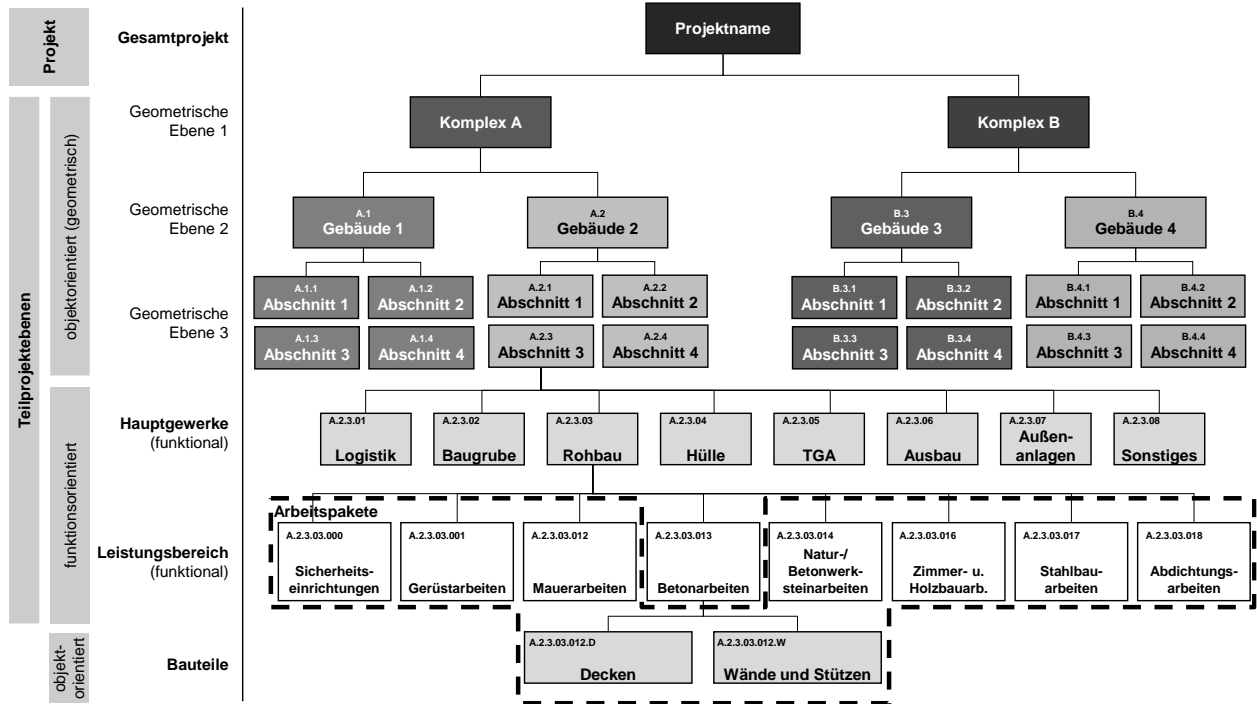 Projekt
Gesamtprojekt
Projektname
Teilprojektebenen
objektorientiert (geometrisch)
Geometrische
Ebene 1
Komplex A
Komplex B
Geometrische
Ebene 2
A.1
Gebäude 1
A.2
Gebäude 2
B.3
Gebäude 3
B.4
Gebäude 4
Geometrische
Ebene 3
A.1.1
Abschnitt 1
A.1.2
Abschnitt 2
A.2.1
Abschnitt 1
A.2.2
Abschnitt 2
B.3.1
Abschnitt 1
B.3.2
Abschnitt 2
B.4.1
Abschnitt 1
B.4.2
Abschnitt 2
A.1.3
Abschnitt 3
A.1.4
Abschnitt 4
A.2.3
Abschnitt 3
A.2.4
Abschnitt 4
B.3.3
Abschnitt 3
B.3.4
Abschnitt 4
B.4.3
Abschnitt 3
B.4.4
Abschnitt 4
funktionsorientiert
Hauptgewerke
(funktional)
A.2.3.01
Logistik
A.2.3.02
Baugrube
A.2.3.03
Rohbau
A.2.3.04
Hülle
A.2.3.05
TGA
A.2.3.06
Ausbau
A.2.3.07
Außen-
anlagen
A.2.3.08
Sonstiges
Leistungsbereich
(funktional)
Arbeitspakete
A.2.3.03.000
Sicherheits-
einrichtungen
A.2.3.03.001
Gerüstarbeiten
A.2.3.03.012
Mauerarbeiten
A.2.3.03.013
Betonarbeiten
A.2.3.03.014
Natur-/
Betonwerk-
steinarbeiten
A.2.3.03.016
Zimmer- u.
Holzbauarb.
A.2.3.03.017
Stahlbau-
arbeiten
A.2.3.03.018
Abdichtungs-
arbeiten
objekt-
orientiert
Bauteile
A.2.3.03.012.D
Decken
A.2.3.03.012.W
Wände und Stützen